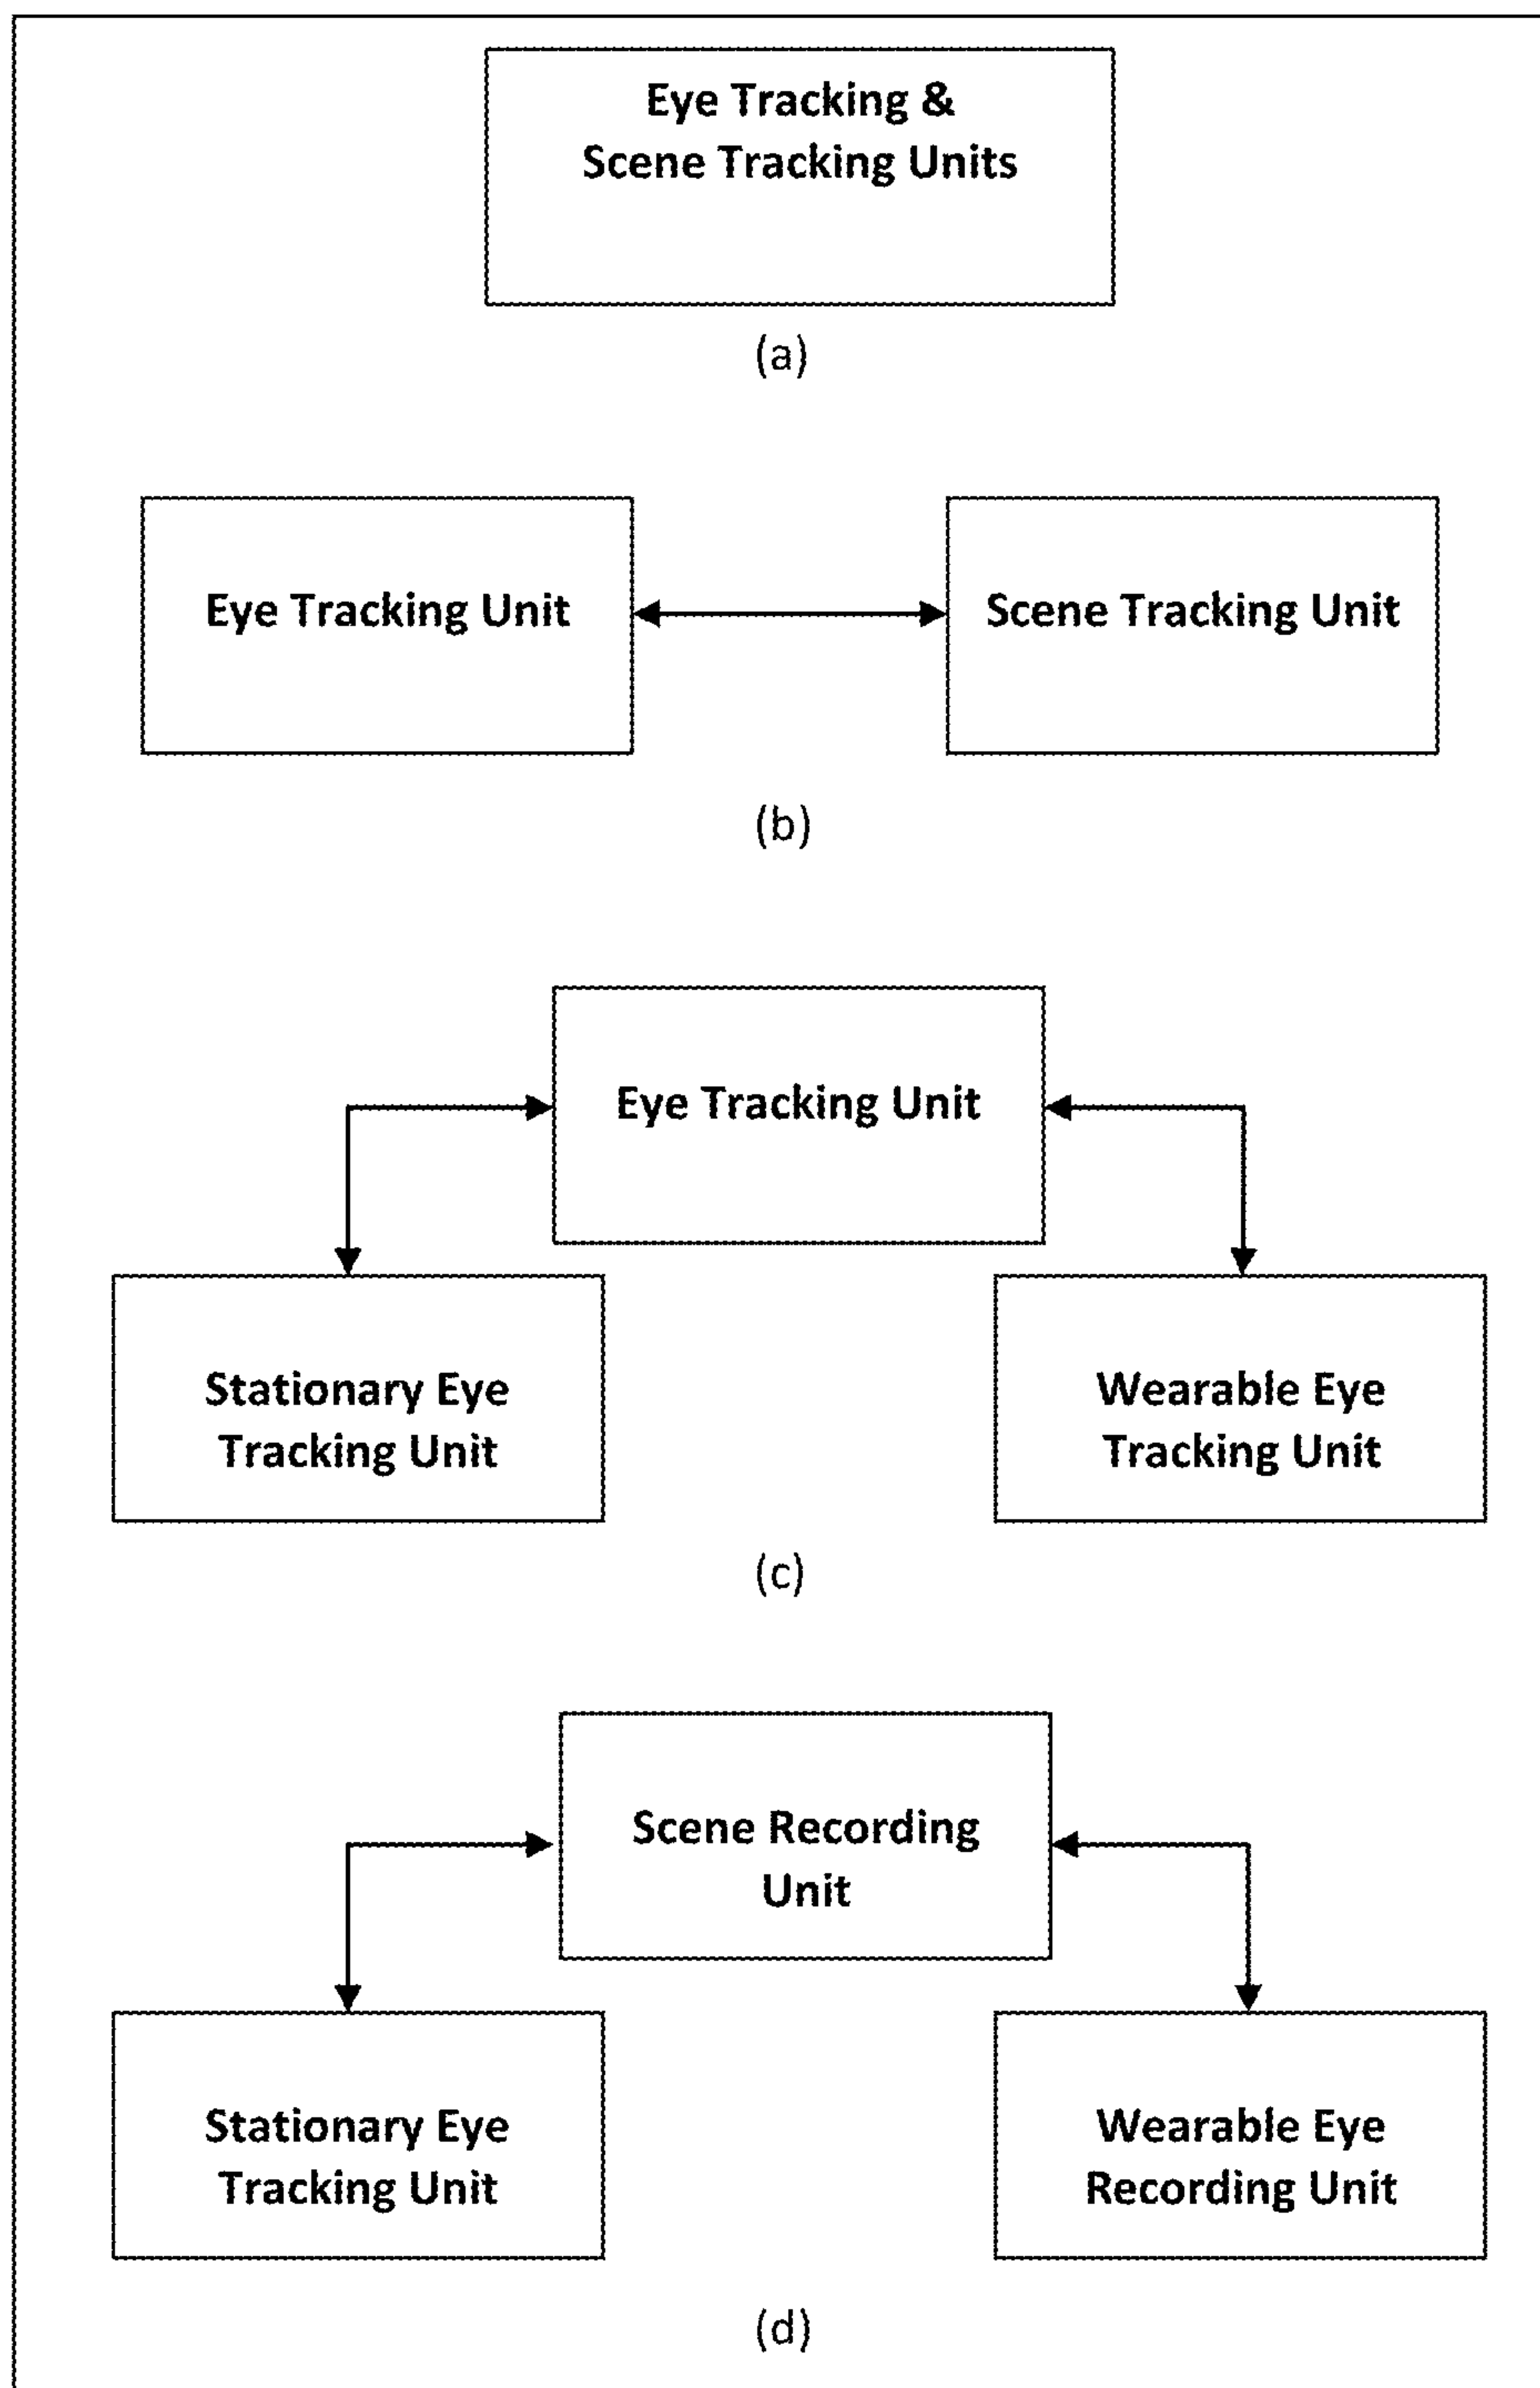 Eye Tracking &
Scene Tracking Units
(a)
Eye Tracking Unit
Scene Tracking Unit
(b)
Eye Tracking Unit
Stationary Eye
Tracking Unit
Wearable Eye
Tracking Unit
(c)
Scene Recording
Unit
Stationary Eye
Tracking Unit
Wearable Eye
Recording Unit
(d)